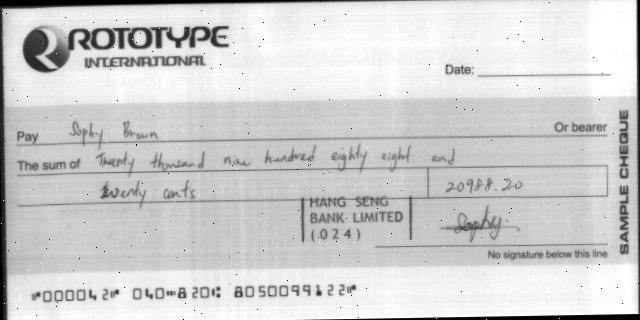 ROTOTYPE
INTERNATIONAL
Date:
Pay Sophy Brown Or bearer
The sum of Twenty thousand nine hundred eighty eight and
twenty cents
20988.20
HANG SENG
BANK LIMITED
(.024)
Sophy.
No signature below this line
SAMPLE CHEQUE
⑈000042⑈ 040⑉820⑆ 805009912 2⑈